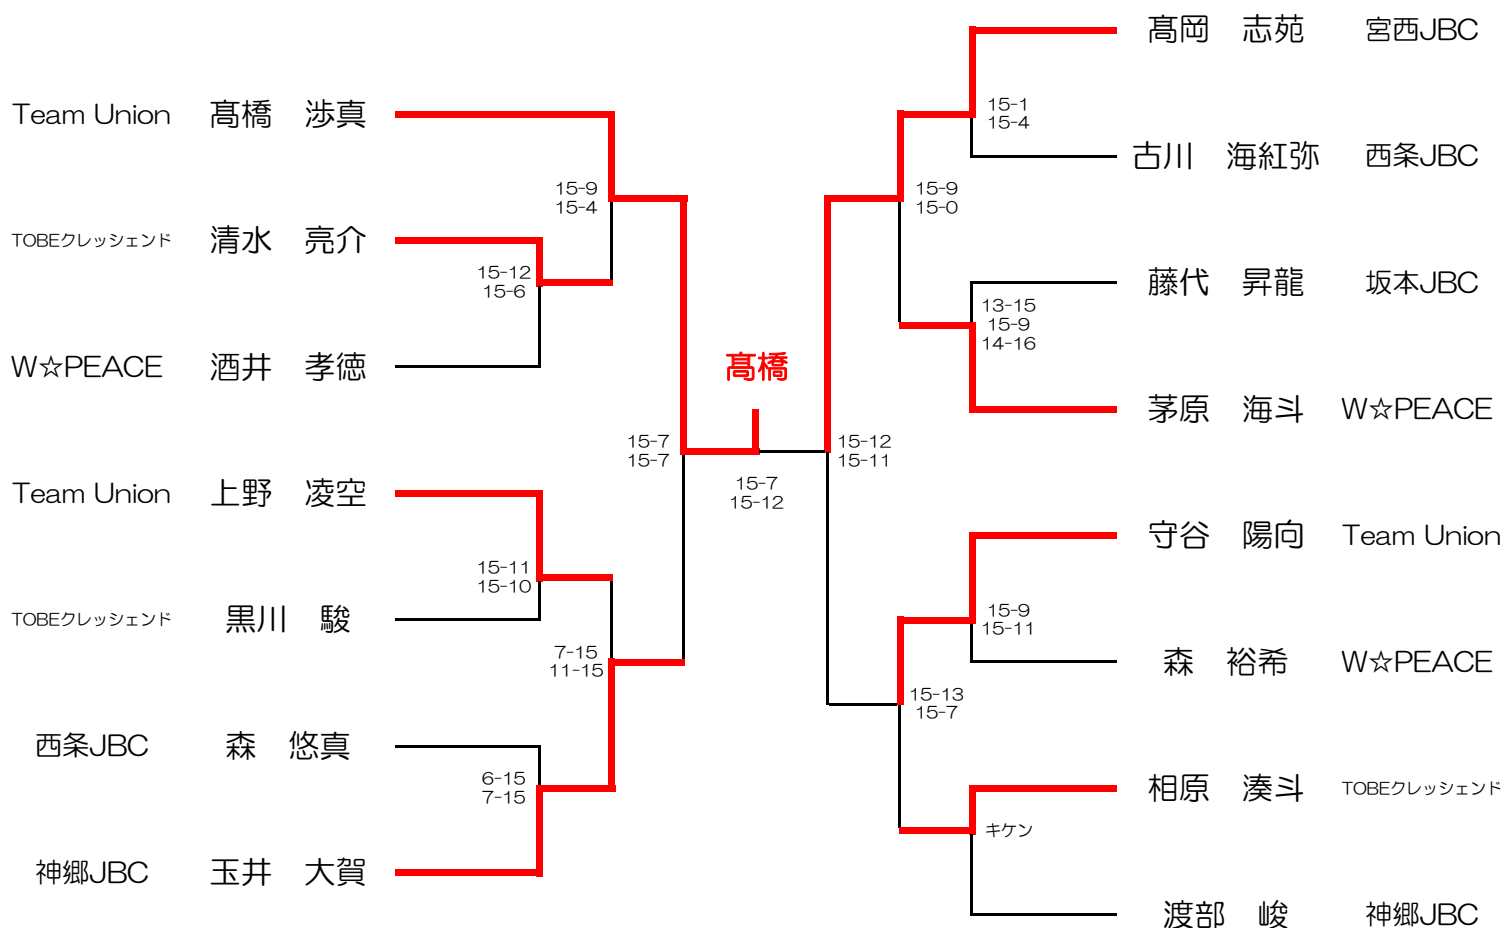 Team Union 髙橋　渉真
15-9
15-4
TOBEクレッシェンド 清水　亮介
15-12
15-6
W☆PEACE 酒井　孝徳
15-7
15-7
Team Union 上野　凌空
15-11
15-10
TOBEクレッシェンド 黒川　駿
7-15
11-15
西条JBC 森　悠真
6-15
7-15
神郷JBC 玉井　大賀
髙橋
15-7
15-12
髙岡　志苑 宮西JBC
15-1
15-4
古川　海紅弥 西条JBC
15-9
15-0
藤代　昇龍 坂本JBC
13-15
15-9
14-16
茅原　海斗 W☆PEACE
15-12
15-11
守谷　陽向 Team Union
15-9
15-11
森　裕希 W☆PEACE
15-13
15-7
相原　湊斗 TOBEクレッシェンド
キケン
渡部　峻 神郷JBC